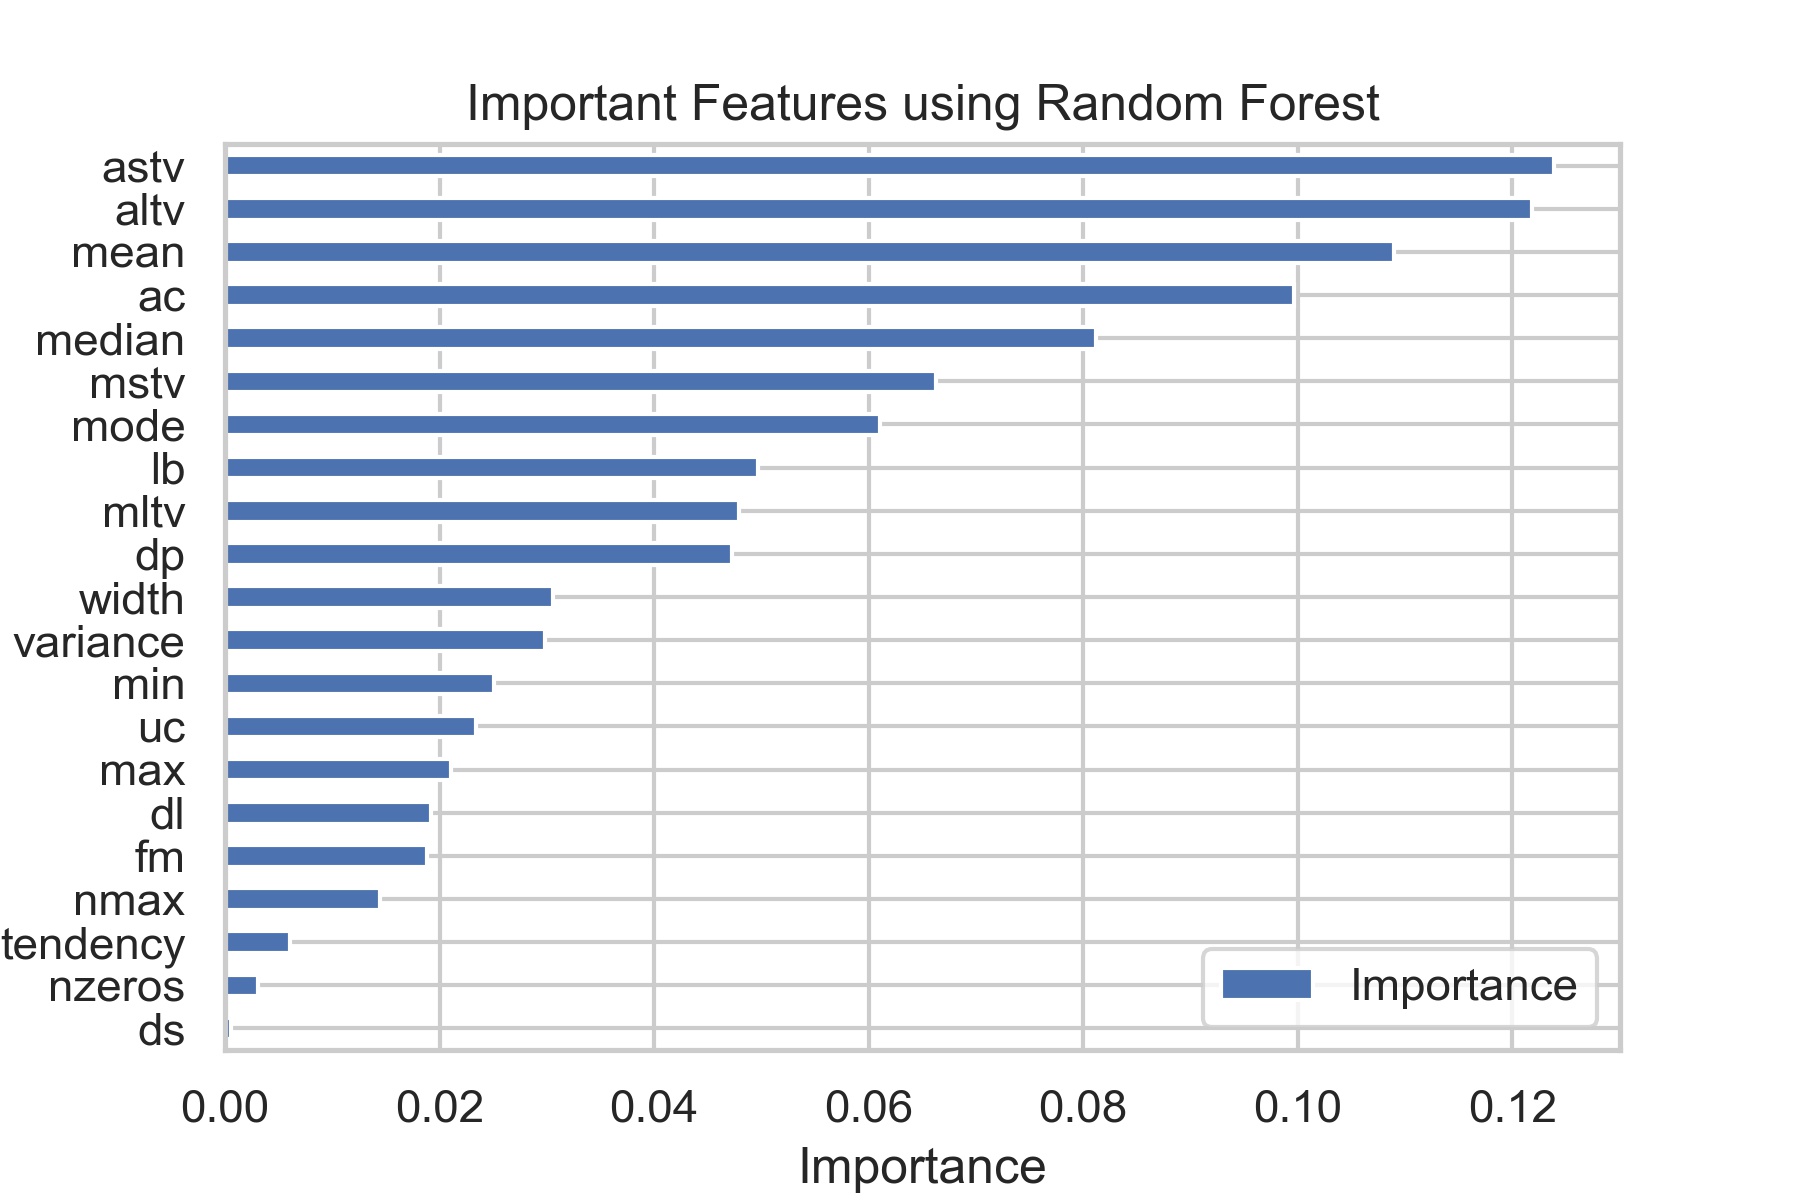 Important Features using Random Forest
astv
altv
mean
ac
median
mstv
mode
lb
mltv
dp
width
variance
min
uc
max
dl
fm
nmax
tendency
nzeros
ds
Importance
0.00 0.02 0.04 0.06 0.08 0.10 0.12
Importance